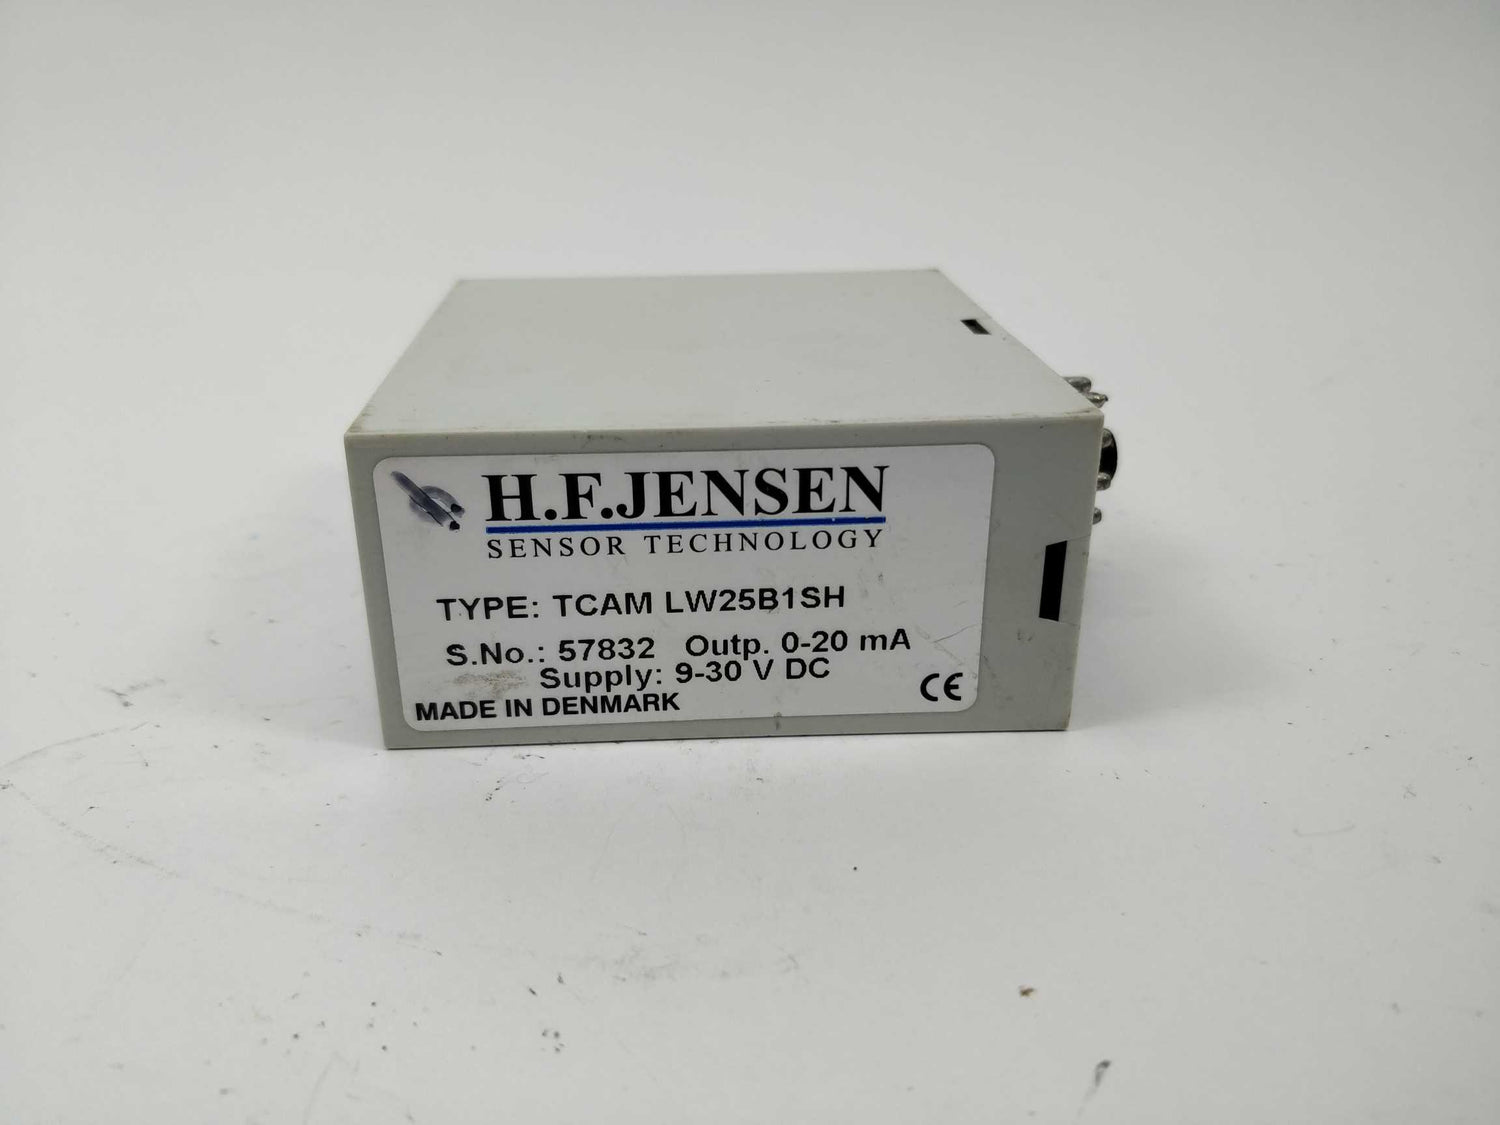 H.F.JENSEN
SENSOR TECHNOLOGY
TYPE: TCAM LW25B1SH
S.No.: 57832 Outp. 0-20 mA
Supply: 9-30 V DC
MADE IN DENMARK
CE